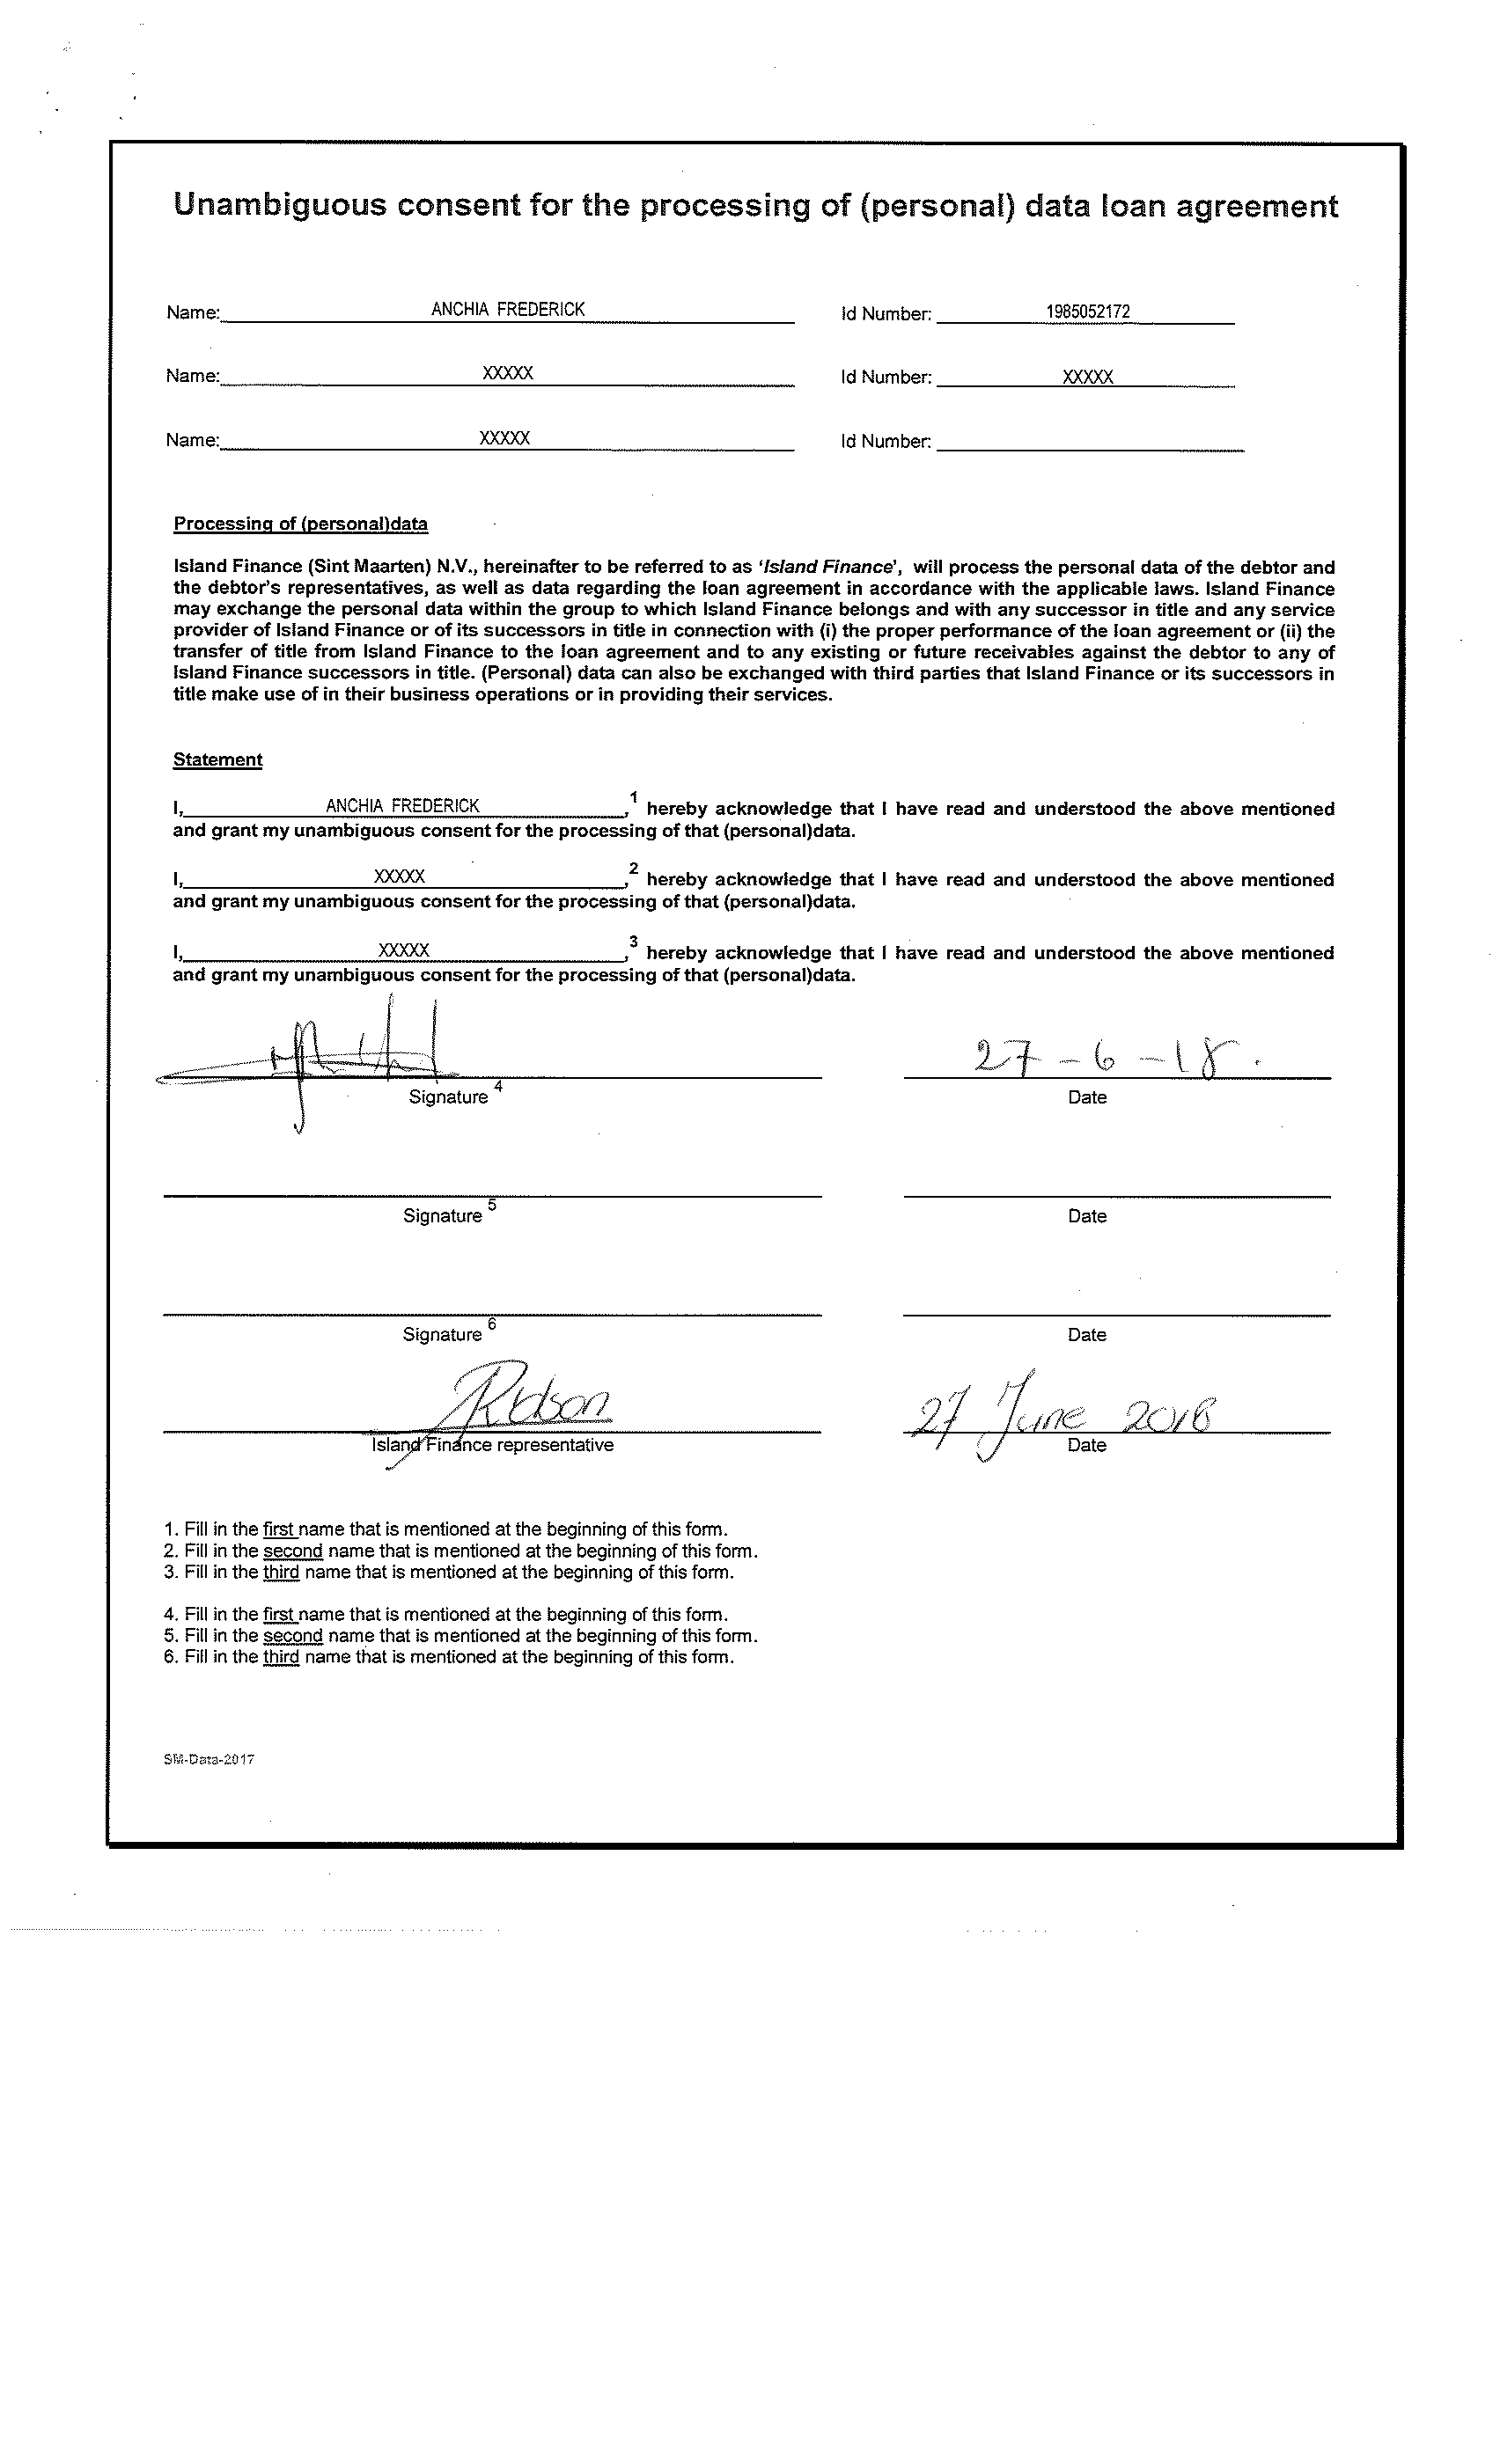 Unambiguous consent for the processing of (personal) data loan agreement
Name: ANCHIA FREDERICK Id Number: 1985052172
Name: XXXXX Id Number: XXXXX
Name: XXXXX Id Number:
Processing of (personal)data
Island Finance (Sint Maarten) N.V., hereinafter to be referred to as 'Island Finance', will process the personal data of the debtor and
the debtor's representatives, as well as data regarding the loan agreement in accordance with the applicable laws. Island Finance
may exchange the personal data within the group to which Island Finance belongs and with any successor in title and any service
provider of Island Finance or of its successors in title in connection with (i) the proper performance of the loan agreement or (ii) the
transfer of title from Island Finance to the loan agreement and to any existing or future receivables against the debtor to any of
Island Finance successors in title. (Personal) data can also be exchanged with third parties that Island Finance or its successors in
title make use of in their business operations or in providing their services.
Statement
I, ANCHIA FREDERICK ,1 hereby acknowledge that I have read and understood the above mentioned
and grant my unambiguous consent for the processing of that (personal)data.
I, XXXXX ,2 hereby acknowledge that I have read and understood the above mentioned
and grant my unambiguous consent for the processing of that (personal)data.
I, XXXXX ,3 hereby acknowledge that I have read and understood the above mentioned
and grant my unambiguous consent for the processing of that (personal)data.
27-6-18.
Signature 4 Date
Signature 5 Date
Signature 6 Date
27 June 2018
Island Finance representative Date
1. Fill in the first name that is mentioned at the beginning of this form.
2. Fill in the second name that is mentioned at the beginning of this form.
3. Fill in the third name that is mentioned at the beginning of this form.
4. Fill in the first name that is mentioned at the beginning of this form.
5. Fill in the second name that is mentioned at the beginning of this form.
6. Fill in the third name that is mentioned at the beginning of this form.
SM-Data-2017